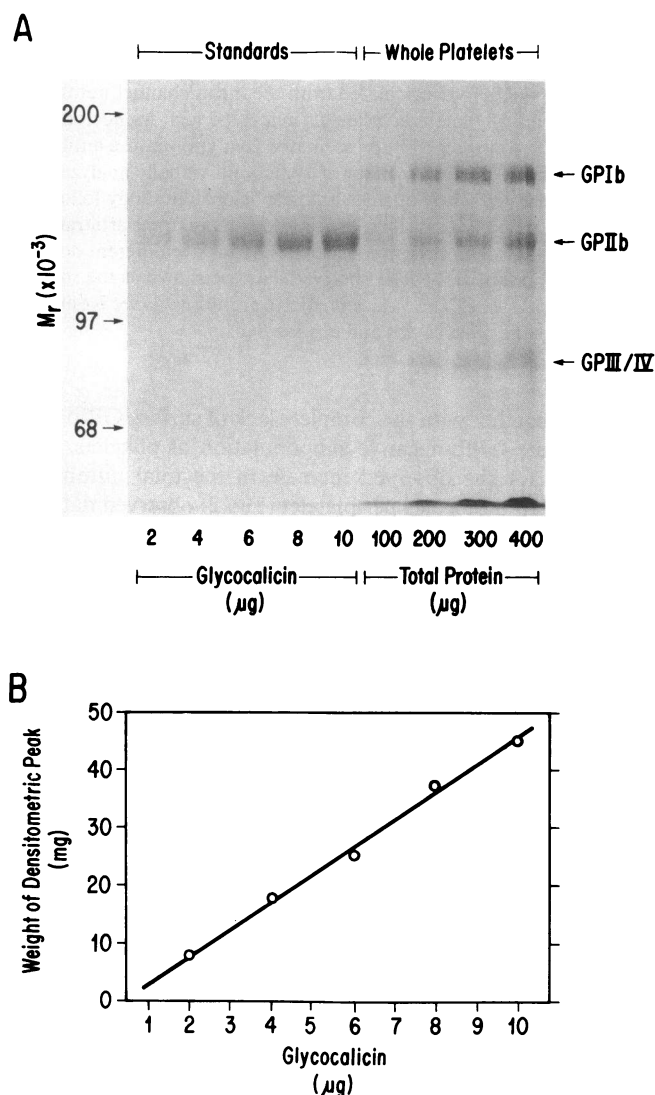 A
Standards Whole Platelets
200
GPIb
GPIIb
Mr (x10-3)
97
GPIII/IV
68
2 4 6 8 10 100 200 300 400
Glycocalicin Total Protein
(µg) (µg)
B
50
40
30
20
10
0
Weight of Densitometric Peak
(mg)
1 2 3 4 5 6 7 8 9 10
Glycocalicin
(µg)